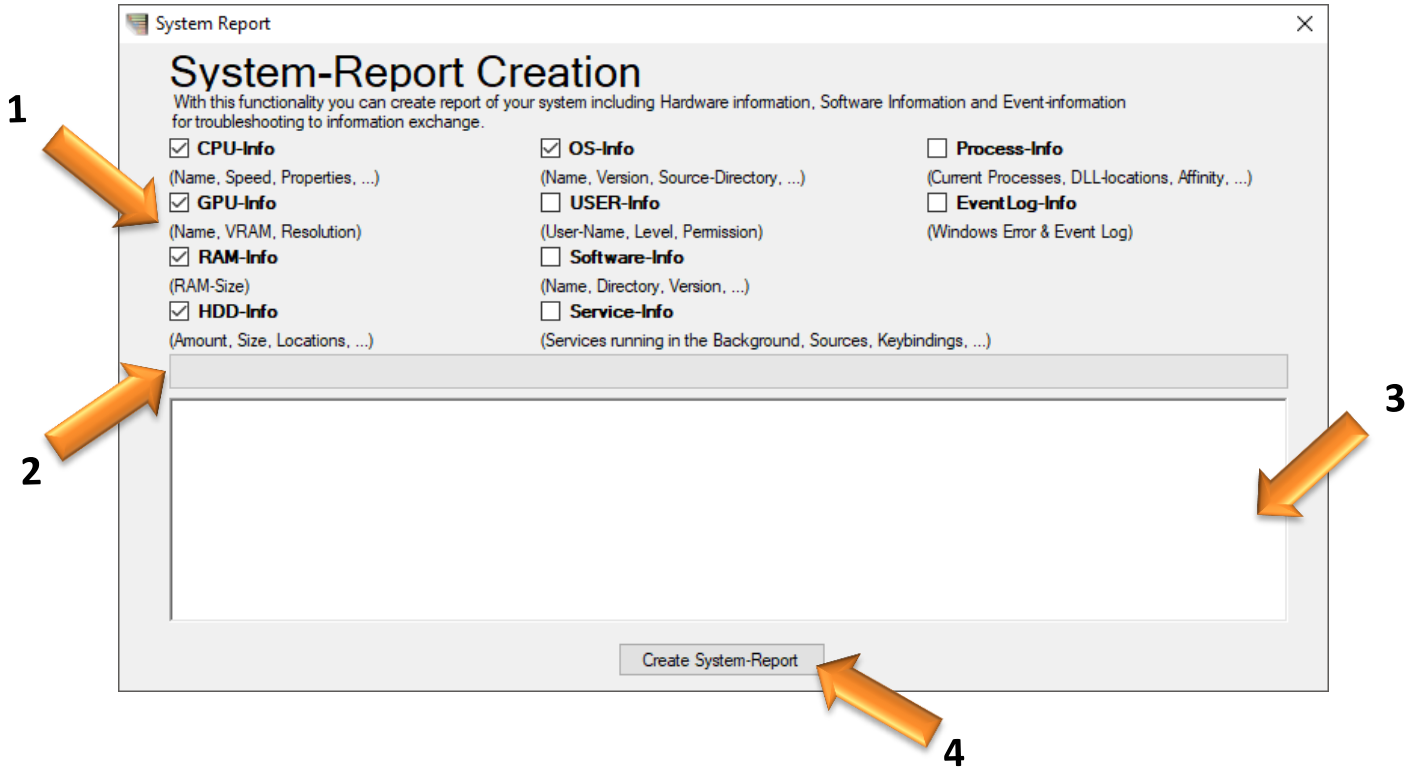 System Report
System-Report Creation
With this functionality you can create report of your system including Hardware information, Software Information and Event-information
for troubleshooting to information exchange.
1
CPU-Info
OS-Info
Process-Info
(Name, Speed, Properties, ...)
(Name, Version, Source-Directory, ...)
(Current Processes, DLL-locations, Affinity, ...)
GPU-Info
USER-Info
EventLog-Info
(Name, VRAM, Resolution)
(User-Name, Level, Permission)
(Windows Error & Event Log)
RAM-Info
Software-Info
(RAM-Size)
(Name, Directory, Version, ...)
HDD-Info
Service-Info
(Amount, Size, Locations, ...)
(Services running in the Background, Sources, Keybindings, ...)
2
3
Create System-Report
4